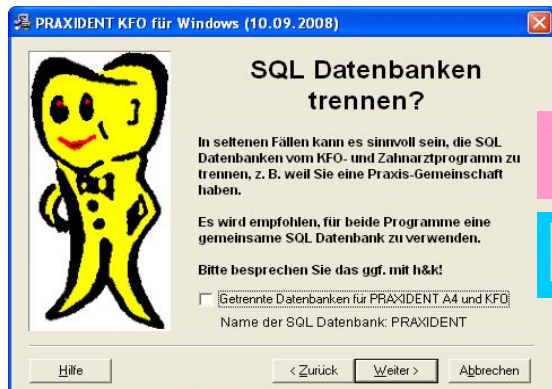 PRAXIDENT KFO für Windows (10.09.2008)
SQL Datenbanken
trennen?
In seltenen Fällen kann es sinnvoll sein, die SQL
Datenbanken vom KFO- und Zahnarztprogramm zu
trennen, z. B. weil Sie eine Praxis-Gemeinschaft
haben.
Es wird empfohlen, für beide Programme eine
gemeinsame SQL Datenbank zu verwenden.
Bitte besprechen Sie das ggf. mit h&k!
Getrennte Datenbanken für PRAXIDENT A4 und KFO
Name der SQL Datenbank: PRAXIDENT
Hilfe
< Zurück
Weiter >
Abbrechen